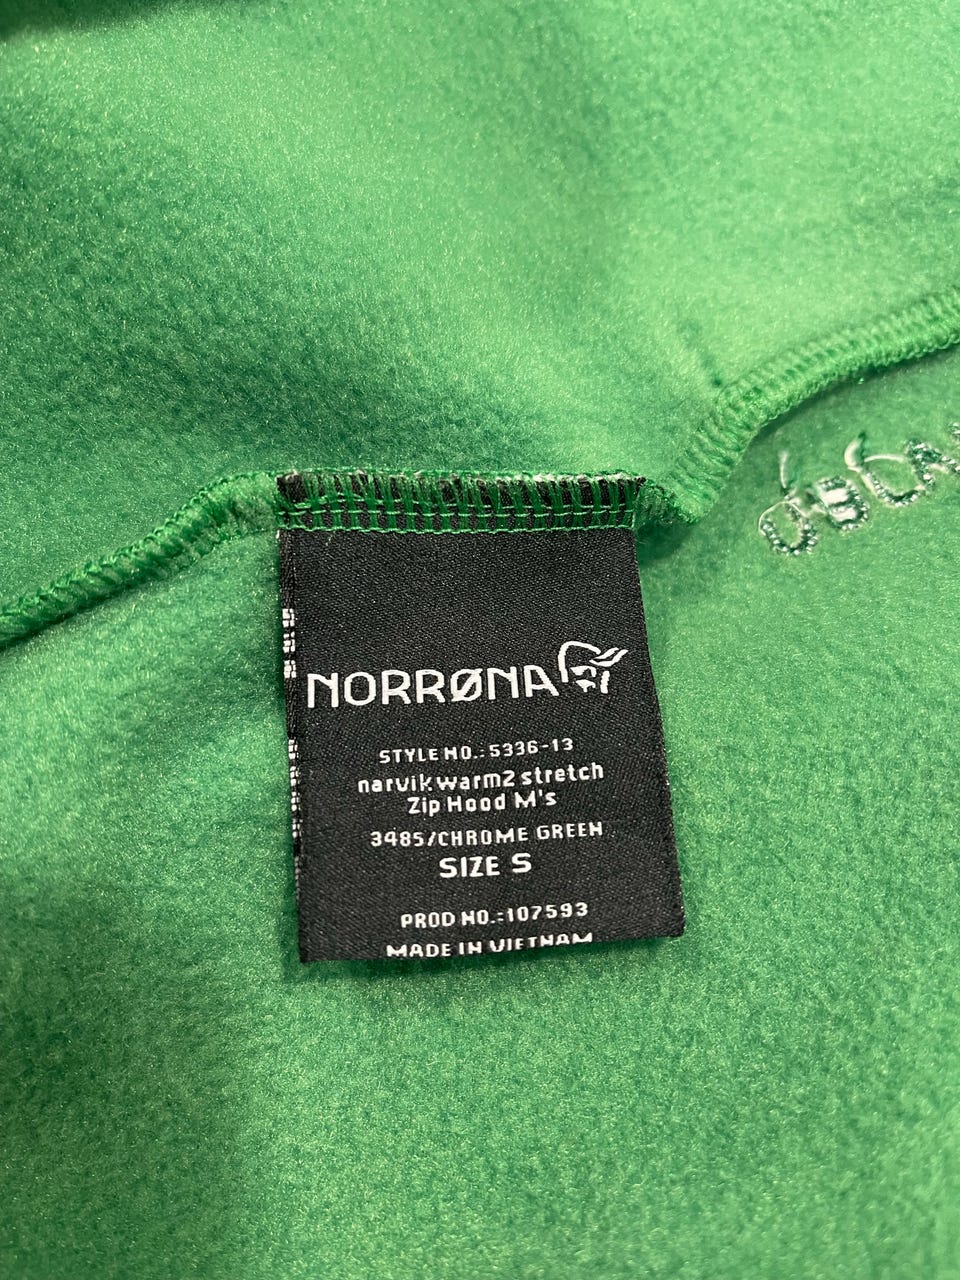 NORRØNA
STYLE NO.: 5336-13
narvik warm2 stretch
Zip Hood M's
3485/CHROME GREEN
SIZE S
PROD NO.:107593
MADE IN VIETNAM